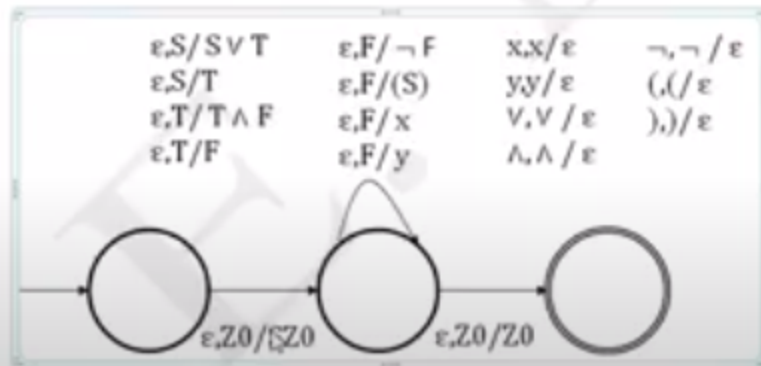 ε,S/S∨T ε,F/¬F x,x/ε ¬,¬/ε
ε,S/T ε,F/(S) y,y/ε (,(/ε
ε,T/T∧F ε,F/x ∨,∨/ε ),)/ε
ε,T/F ε,F/y ∧,∧/ε
ε,Z0/SZ0 ε,Z0/Z0